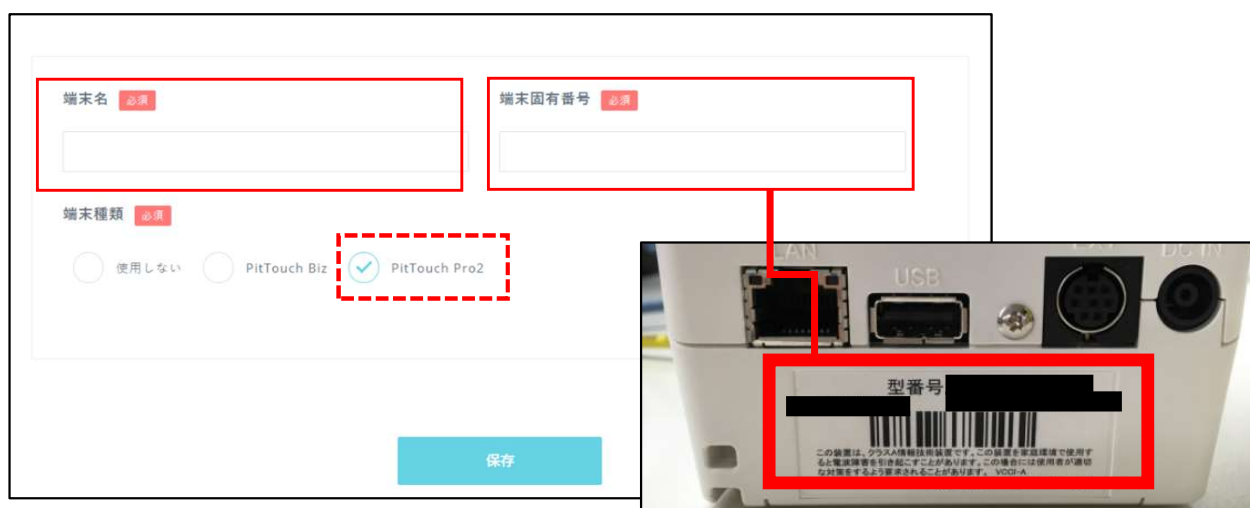 端末名 必須
端末固有番号 必須
端末種類 必須
使用しない PitTouch Biz PitTouch Pro2
保存
LAN
USB
EXT
DC IN
型番号
この装置は、クラスA情報技術装置です。この装置を家庭環境で使用す
ると電波障害を引き起こすことがあります。この場合には使用者が適切
な対策をするよう要求されることがあります。 VCCI-A